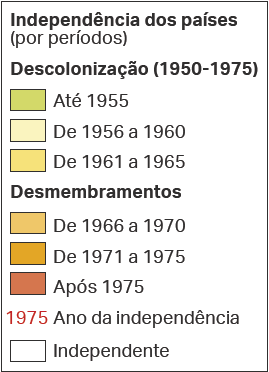 Independência dos países
(por períodos)
Descolonização (1950-1975)
Até 1955
De 1956 a 1960
De 1961 a 1965
Desmembramentos
De 1966 a 1970
De 1971 a 1975
Após 1975
1975 Ano da independência
Independente